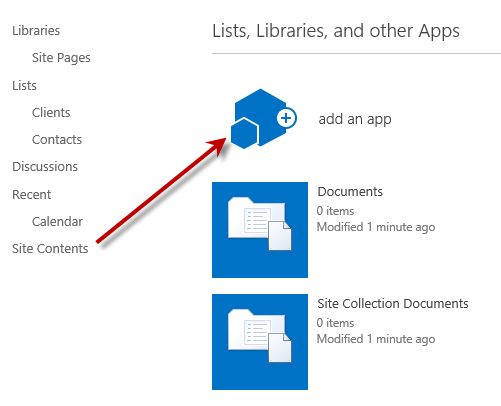 Libraries
Site Pages
Lists
Clients
Contacts
Discussions
Recent
Calendar
Site Contents
Lists, Libraries, and other Apps
add an app
Documents
0 items
Modified 1 minute ago
Site Collection Documents
0 items
Modified 1 minute ago